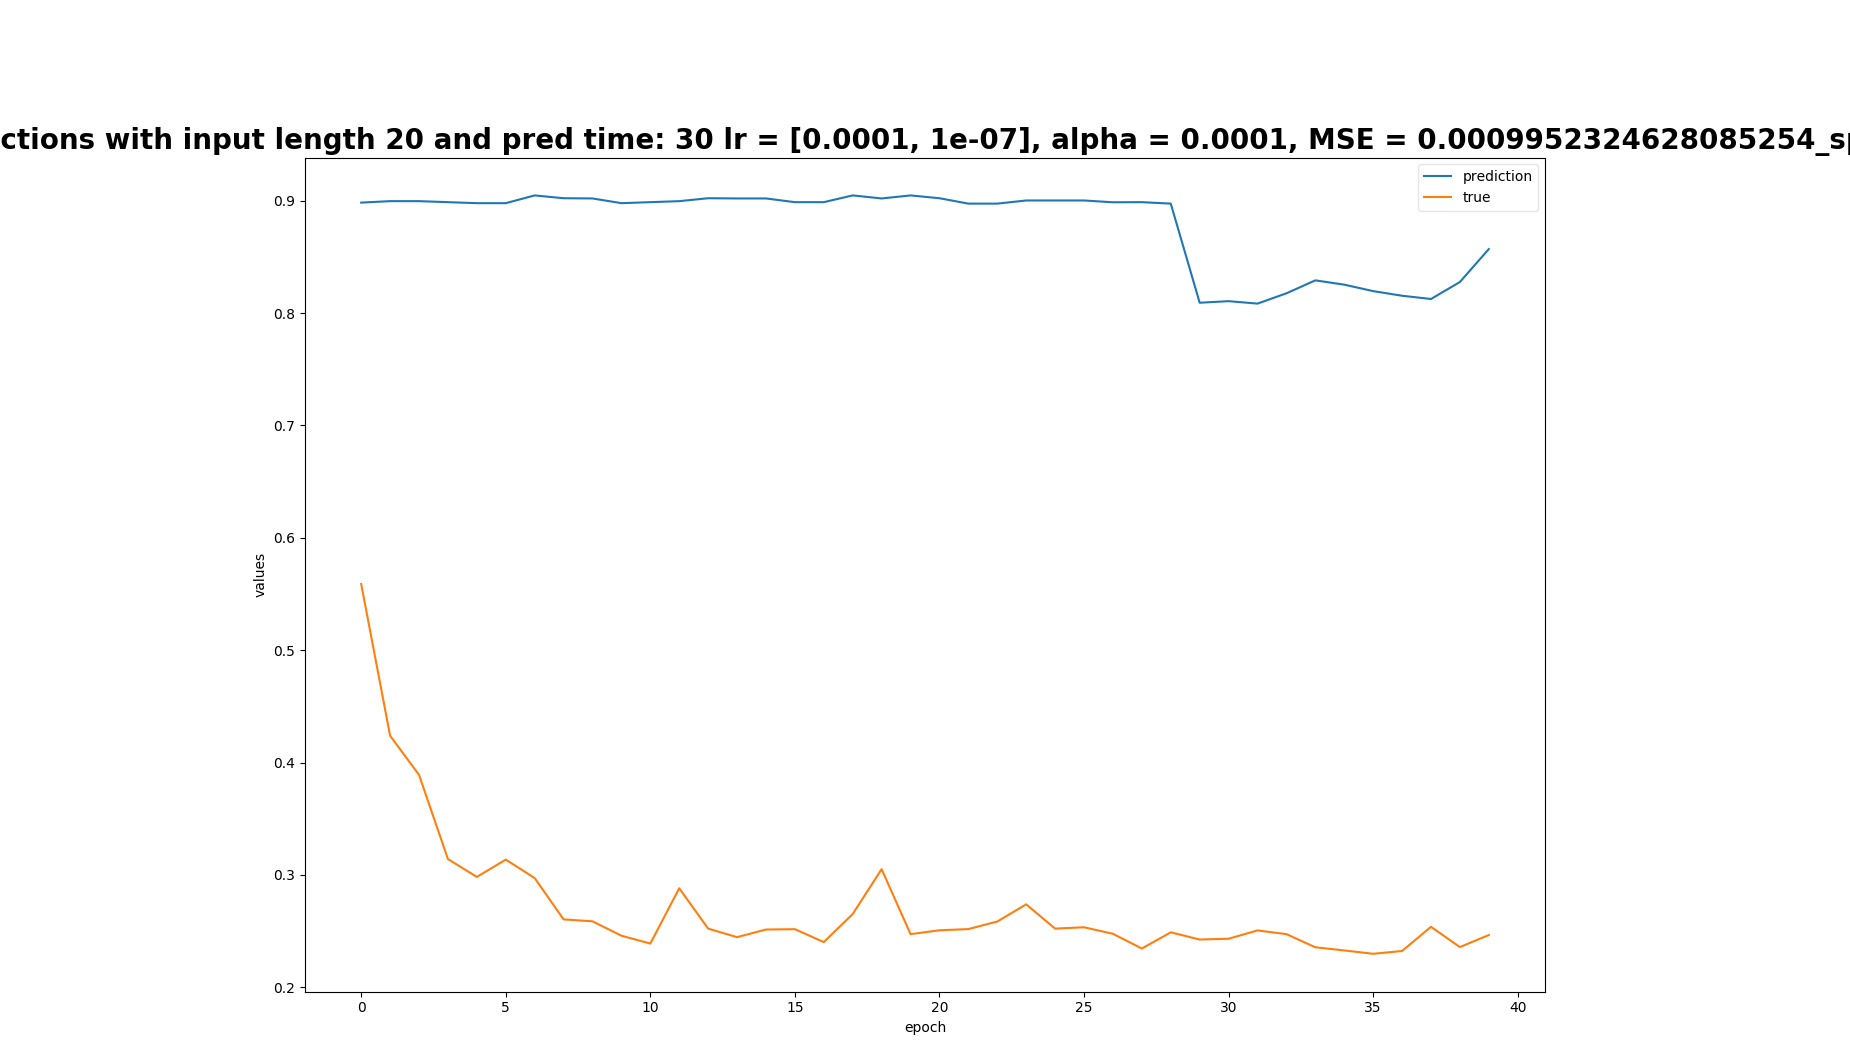 ctions with input length 20 and pred time: 30 lr = [0.0001, 1e-07], alpha = 0.0001, MSE = 0.0009952324628085254_sp
prediction
true
0.9
0.8
0.7
0.6
0.5
0.4
0.3
0.2
values
0 5 10 15 20 25 30 35 40
epoch